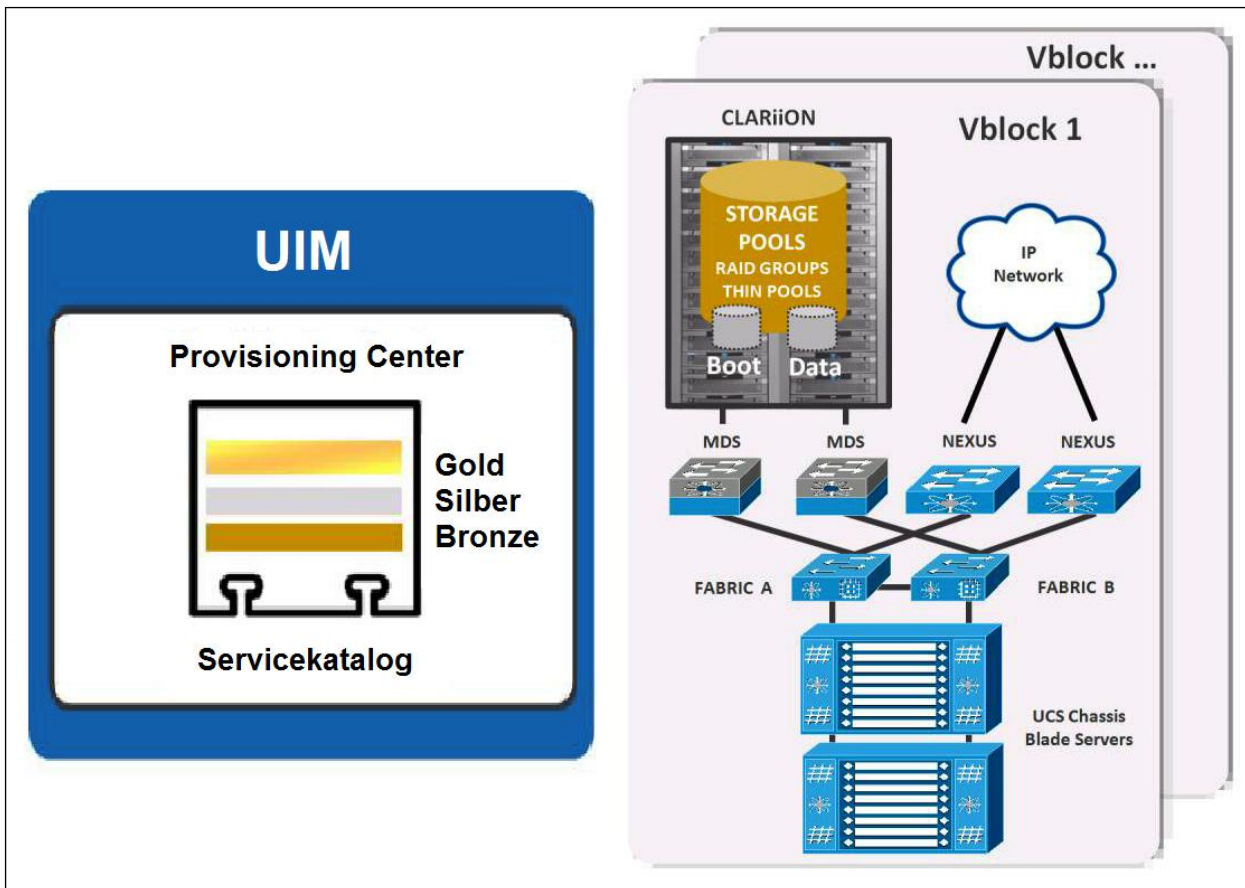 UIM
Provisioning Center
Gold
Silber
Bronze
Servicekatalog
Vblock ...
Vblock 1
CLARiiON
STORAGE
POOLS
RAID GROUPS
THIN POOLS
Boot
Data
IP
Network
MDS
MDS
NEXUS
NEXUS
FABRIC A
FABRIC B
UCS Chassis
Blade Servers